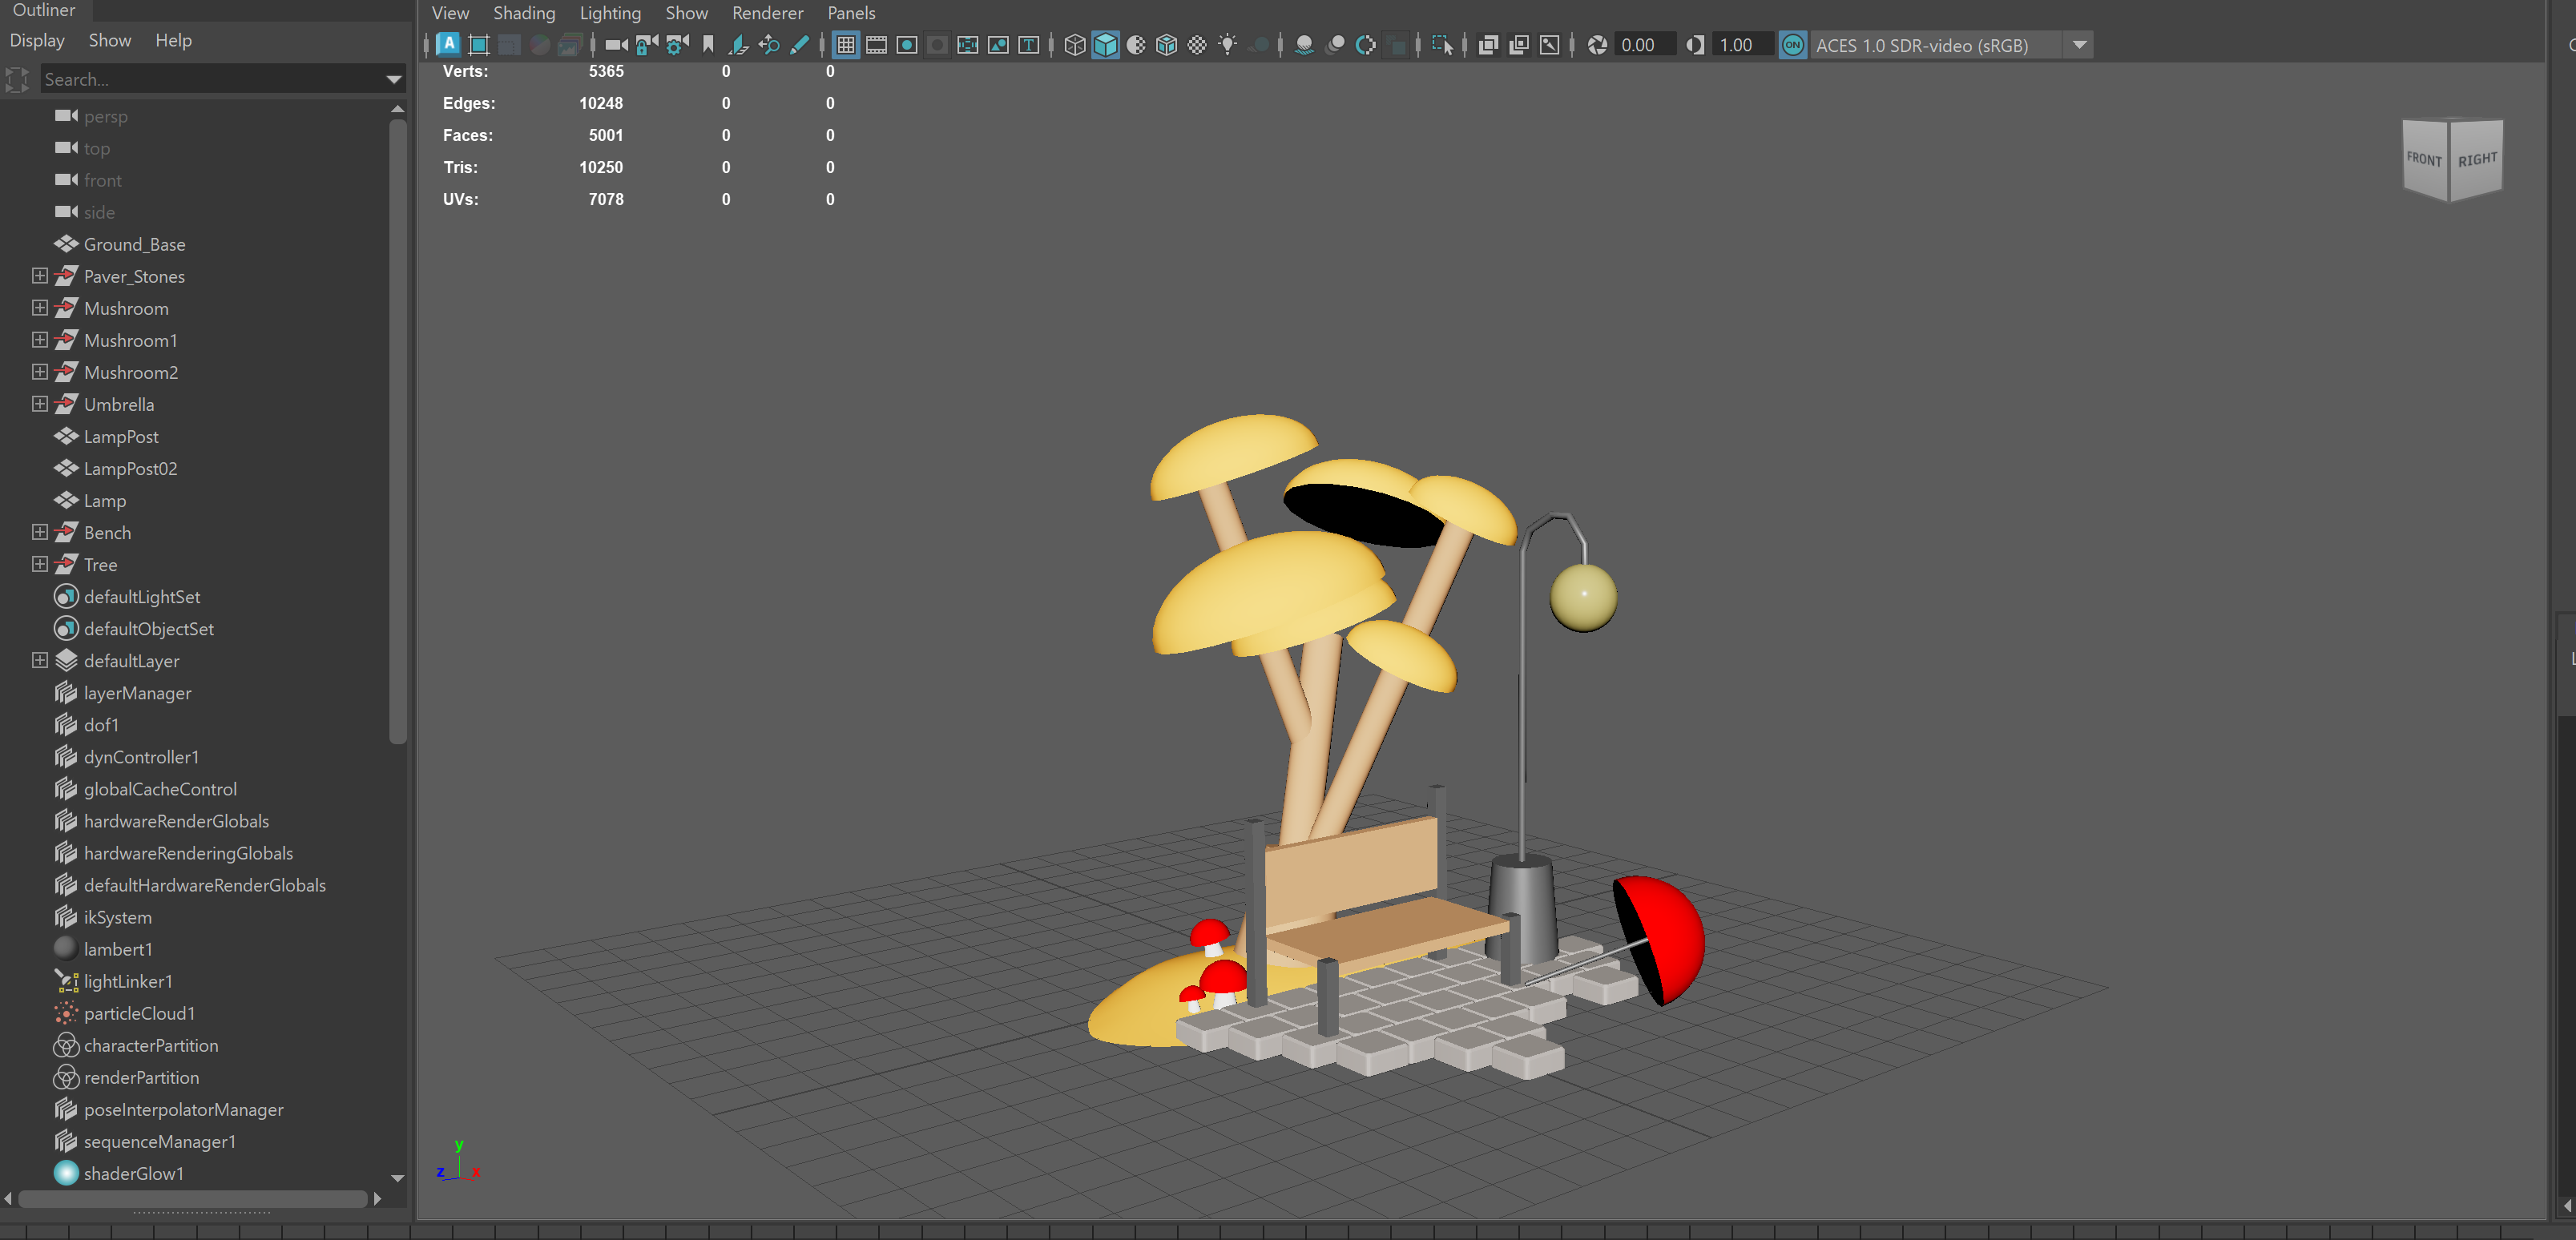 Outliner
Display Show Help
Search...
persp
top
front
side
Ground_Base
Paver_Stones
Mushroom
Mushroom1
Mushroom2
Umbrella
LampPost
LampPost02
Lamp
Bench
Tree
defaultLightSet
defaultObjectSet
defaultLayer
layerManager
dof1
dynController1
globalCacheControl
hardwareRenderGlobals
hardwareRenderingGlobals
defaultHardwareRenderGlobals
ikSystem
lambert1
lightLinker1
particleCloud1
characterPartition
renderPartition
poseInterpolatorManager
sequenceManager1
shaderGlow1
View Shading Lighting Show Renderer Panels
A T 0.00 1.00 ON ACES 1.0 SDR-video (sRGB)
Verts: 5365 0 0
Edges: 10248 0 0
Faces: 5001 0 0
Tris: 10250 0 0
UVs: 7078 0 0
FRONT RIGHT
y
z x